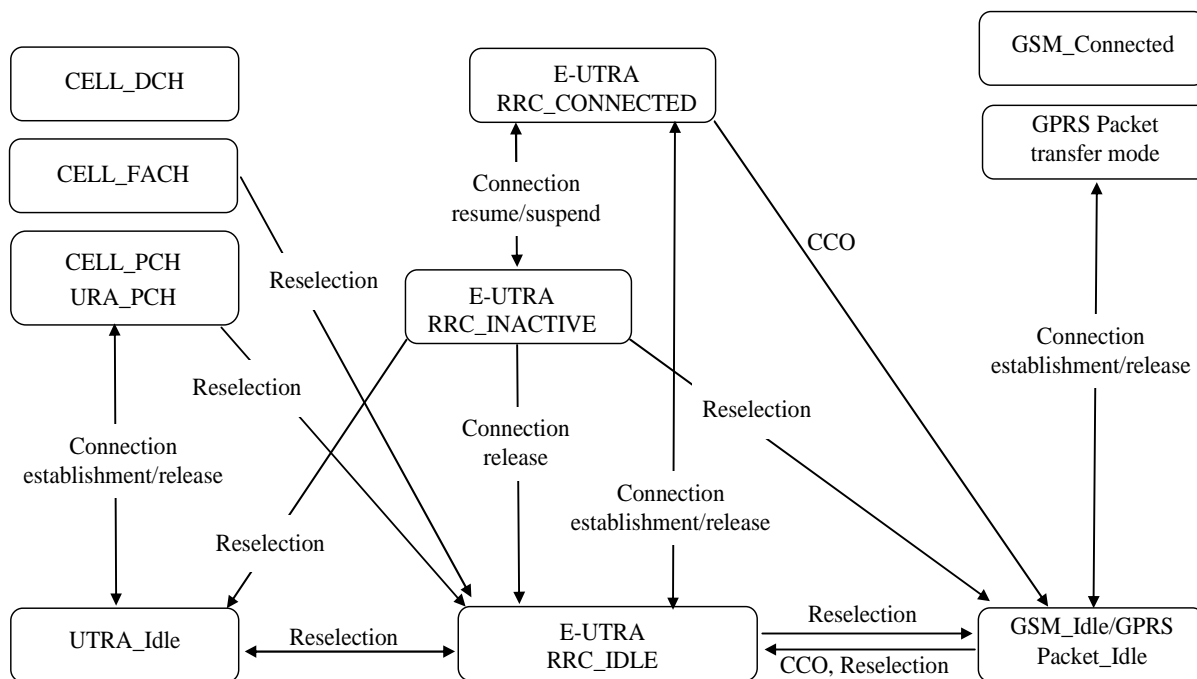 CELL_DCH
CELL_FACH
CELL_PCH
URA_PCH
E-UTRA
RRC_CONNECTED
GSM_Connected
GPRS Packet
transfer mode
Connection
resume/suspend
CCO
Reselection
E-UTRA
RRC_INACTIVE
Connection
establishment/release
Reselection
Reselection
Connection
release
Connection
establishment/release
Connection
establishment/release
Reselection
UTRA_Idle
Reselection
E-UTRA
RRC_IDLE
Reselection
CCO, Reselection
GSM_Idle/GPRS
Packet_Idle